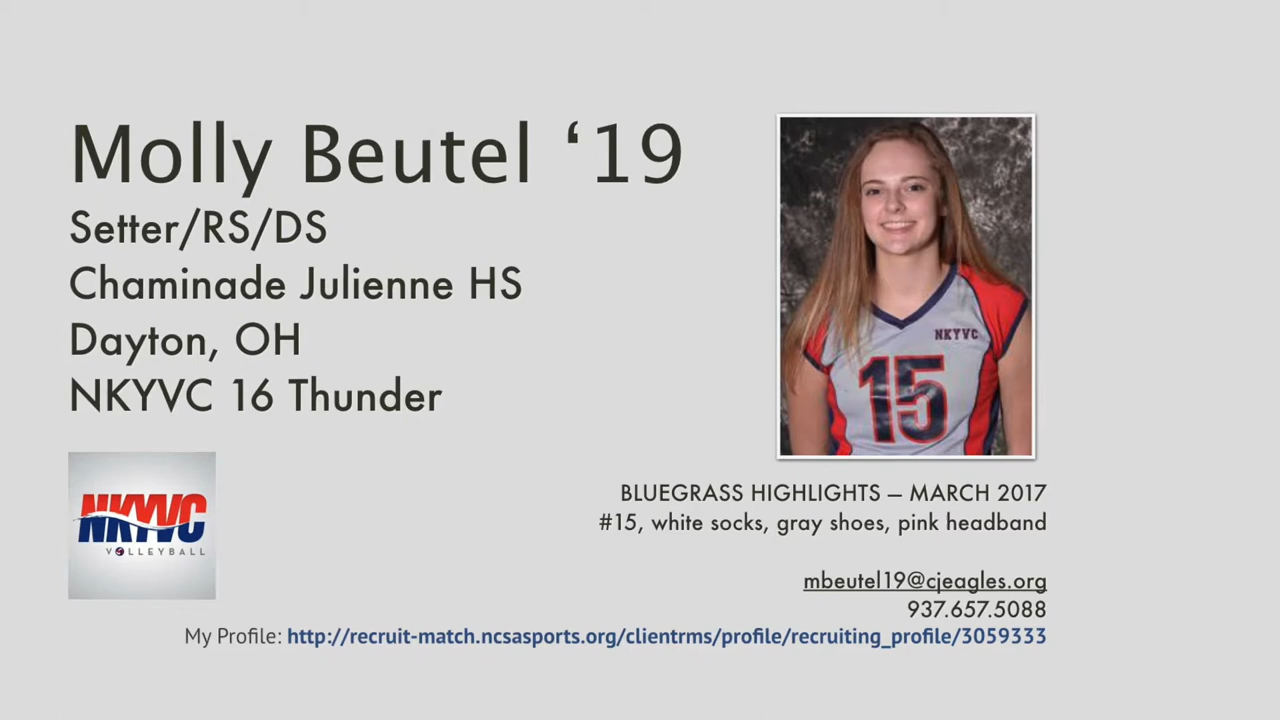 Molly Beutel ‘19
Setter/RS/DS
Chaminade Julienne HS
Dayton, OH
NKYVC 16 Thunder
NKYVC
15
NKYVC
VOLLEYBALL
BLUEGRASS HIGHLIGHTS – MARCH 2017
#15, white socks, gray shoes, pink headband
mbeutel19@cjeagles.org
937.657.5088
My Profile: http://recruit-match.ncsasports.org/clientrms/profile/recruiting_profile/3059333